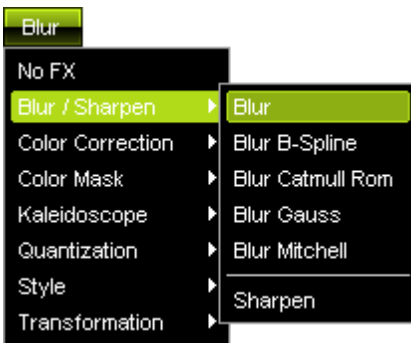 Blur
No FX
Blur / Sharpen
Color Correction
Color Mask
Kaleidoscope
Quantization
Style
Transformation
Blur
Blur B-Spline
Blur Catmull Rom
Blur Gauss
Blur Mitchell
Sharpen